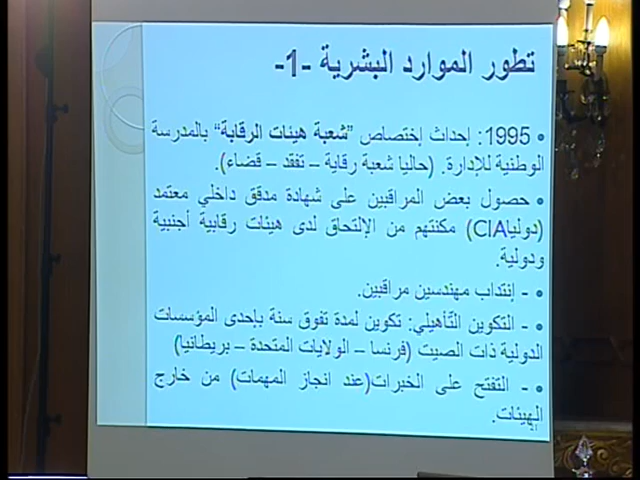 تطور الموارد البشرية -1-
• 1995: إحداث إختصاص "شعبة هيئات الرقابة" بالمدرسة
الوطنية للإدارة. (حاليا شعبة رقابة – تفقد – قضاء).
• حصول بعض المراقبين على شهادة مدقق داخلي معتمد
(دولياCIA) مكنتهم من الإلتحاق لدى هيئات رقابية أجنبية
ودولية.
• - إنتداب مهندسين مراقبين.
• - التكوين التّأهيلي: تكوين لمدة تفوق سنة بإحدى المؤسسات
الدولية ذات الصيت (فرنسا – الولايات المتحدة – بريطانيا)
• - التفتح على الخبرات(عند انجاز المهمات) من خارج
الهيئات.